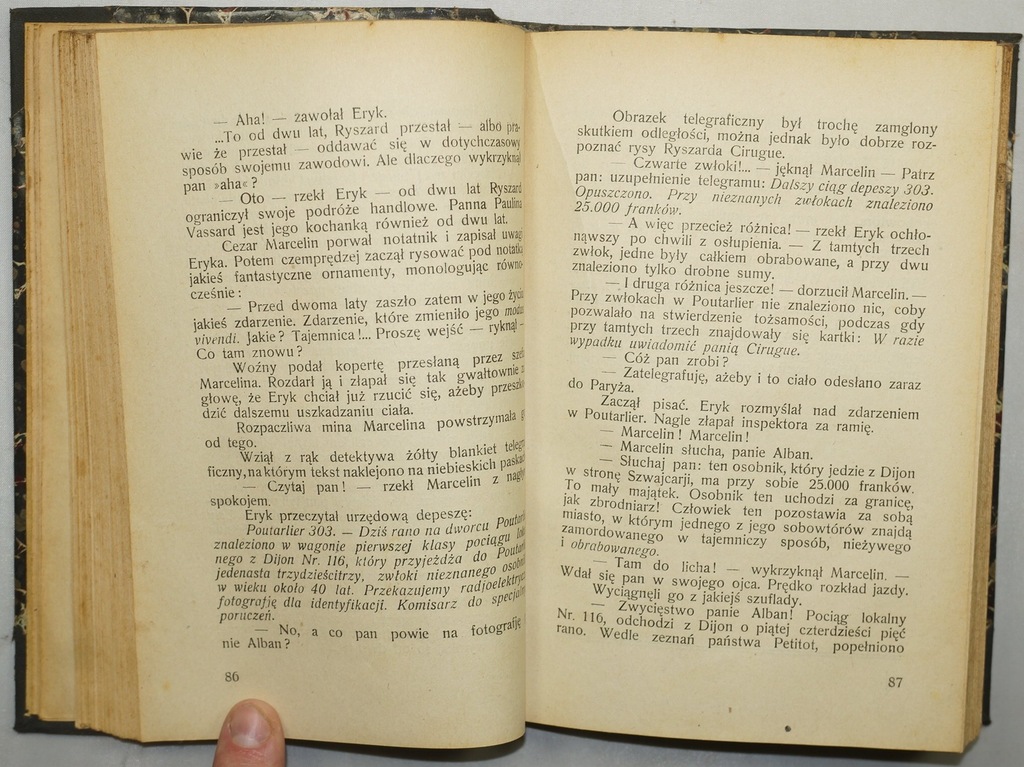 — Aha! — zawołał Eryk.
...To od dwu lat, Ryszard przestał — albo pra-
wie że przestał — oddawać się w dotychczasowy
sposób swojemu zawodowi. Ale dlaczego wykrzyknął
pan »aha«?
— Oto — rzekł Eryk — od dwu lat Ryszard
ograniczył swoje podróże handlowe. Panna Paulina
Vassard jest jego kochanką również od dwu lat.
Cezar Marcelin porwał notatnik i zapisał uwagi
Eryka. Potem czemprędzej zaczął rysować pod notatką
jakieś fantastyczne ornamenty, monologując równo-
cześnie:
— Przed dwoma laty zaszło zatem w jego życiu
jakieś zdarzenie. Zdarzenie, które zmieniło jego modus
vivendi. Jakie? Tajemnica!... Proszę wejść — ryknął —
Co tam znowu?
Woźny podał kopertę przesłaną przez szefa
Marcelina. Rozdarł ją i złapał się tak gwałtownie za
głowę, że Eryk chciał już rzucić się, ażeby przeszko-
dzić dalszemu uszkadzaniu ciała.
Rozpaczliwa mina Marcelina powstrzymała go
od tego.
Wziął z rąk detektywa żółty blankiet telegra-
ficzny, na którym tekst naklejono na niebieskich paskach.
— Czytaj pan! — rzekł Marcelin z nagłym
spokojem.
Eryk przeczytał urzędową depeszę:
Poutarlier 303. — Dziś rano na dworcu Poutarlier
znaleziono w wagonie pierwszej klasy pociągu lokal-
nego z Dijon Nr. 116, który przyjeżdża do Poutarlier
jedenasta trzydzieścitrzy, zwłoki nieznanego osobnika
w wieku około 40 lat. Przekazujemy radjoelektryczną
fotografję dla identyfikacji. Komisarz do specjalnych
poruczeń.
— No, a co pan powie na fotografję,
nie Alban?
86
Obrazek telegraficzny był trochę zamglony
skutkiem odległości, można jednak było dobrze roz-
poznać rysy Ryszarda Cirugue.
— Czwarte zwłoki!... — jęknął Marcelin — Patrz
pan: uzupełnienie telegramu: Dalszy ciąg depeszy 303.
Opuszczono. Przy nieznanych zwłokach znaleziono
25.000 franków.
— A więc przecież różnica! — rzekł Eryk ochło-
nąwszy po chwili z osłupienia. — Z tamtych trzech
zwłok, jedne były całkiem obrabowane, a przy dwu
znaleziono tylko drobne sumy.
— I druga różnica jeszcze! — dorzucił Marcelin. —
Przy zwłokach w Poutarlier nie znaleziono nic, coby
pozwalało na stwierdzenie tożsamości, podczas gdy
przy tamtych trzech znajdowały się kartki: W razie
wypadku uwiadomić panią Cirugue.
— Cóż pan zrobi?
— Zatelegrafuję, ażeby i to ciało odesłano zaraz
do Paryża.
Zaczął pisać. Eryk rozmyślał nad zdarzeniem
w Poutarlier. Nagle złapał inspektora za ramię.
— Marcelin! Marcelin!
— Marcelin słucha, panie Alban.
— Słuchaj pan: ten osobnik, który jedzie z Dijon
w stronę Szwajcarji, ma przy sobie 25.000 franków.
To mały majątek. Osobnik ten uchodzi za granicę,
jak zbrodniarz! Człowiek ten pozostawia za sobą
miasto, w którym jednego z jego sobowtórów znajdą
zamordowanego w tajemniczy sposób, nieżywego
i obrabowanego.
— Tam do licha! — wykrzyknął Marcelin. —
Wdał się pan w swojego ojca. Prędko rozkład jazdy.
Wyciągnęli go z jakiejś szuflady.
— Zwycięstwo panie Alban! Pociąg lokalny
Nr. 116, odchodzi z Dijon o piątej czterdzieści pięć
rano. Wedle zeznań państwa Petitot, popełniono
87